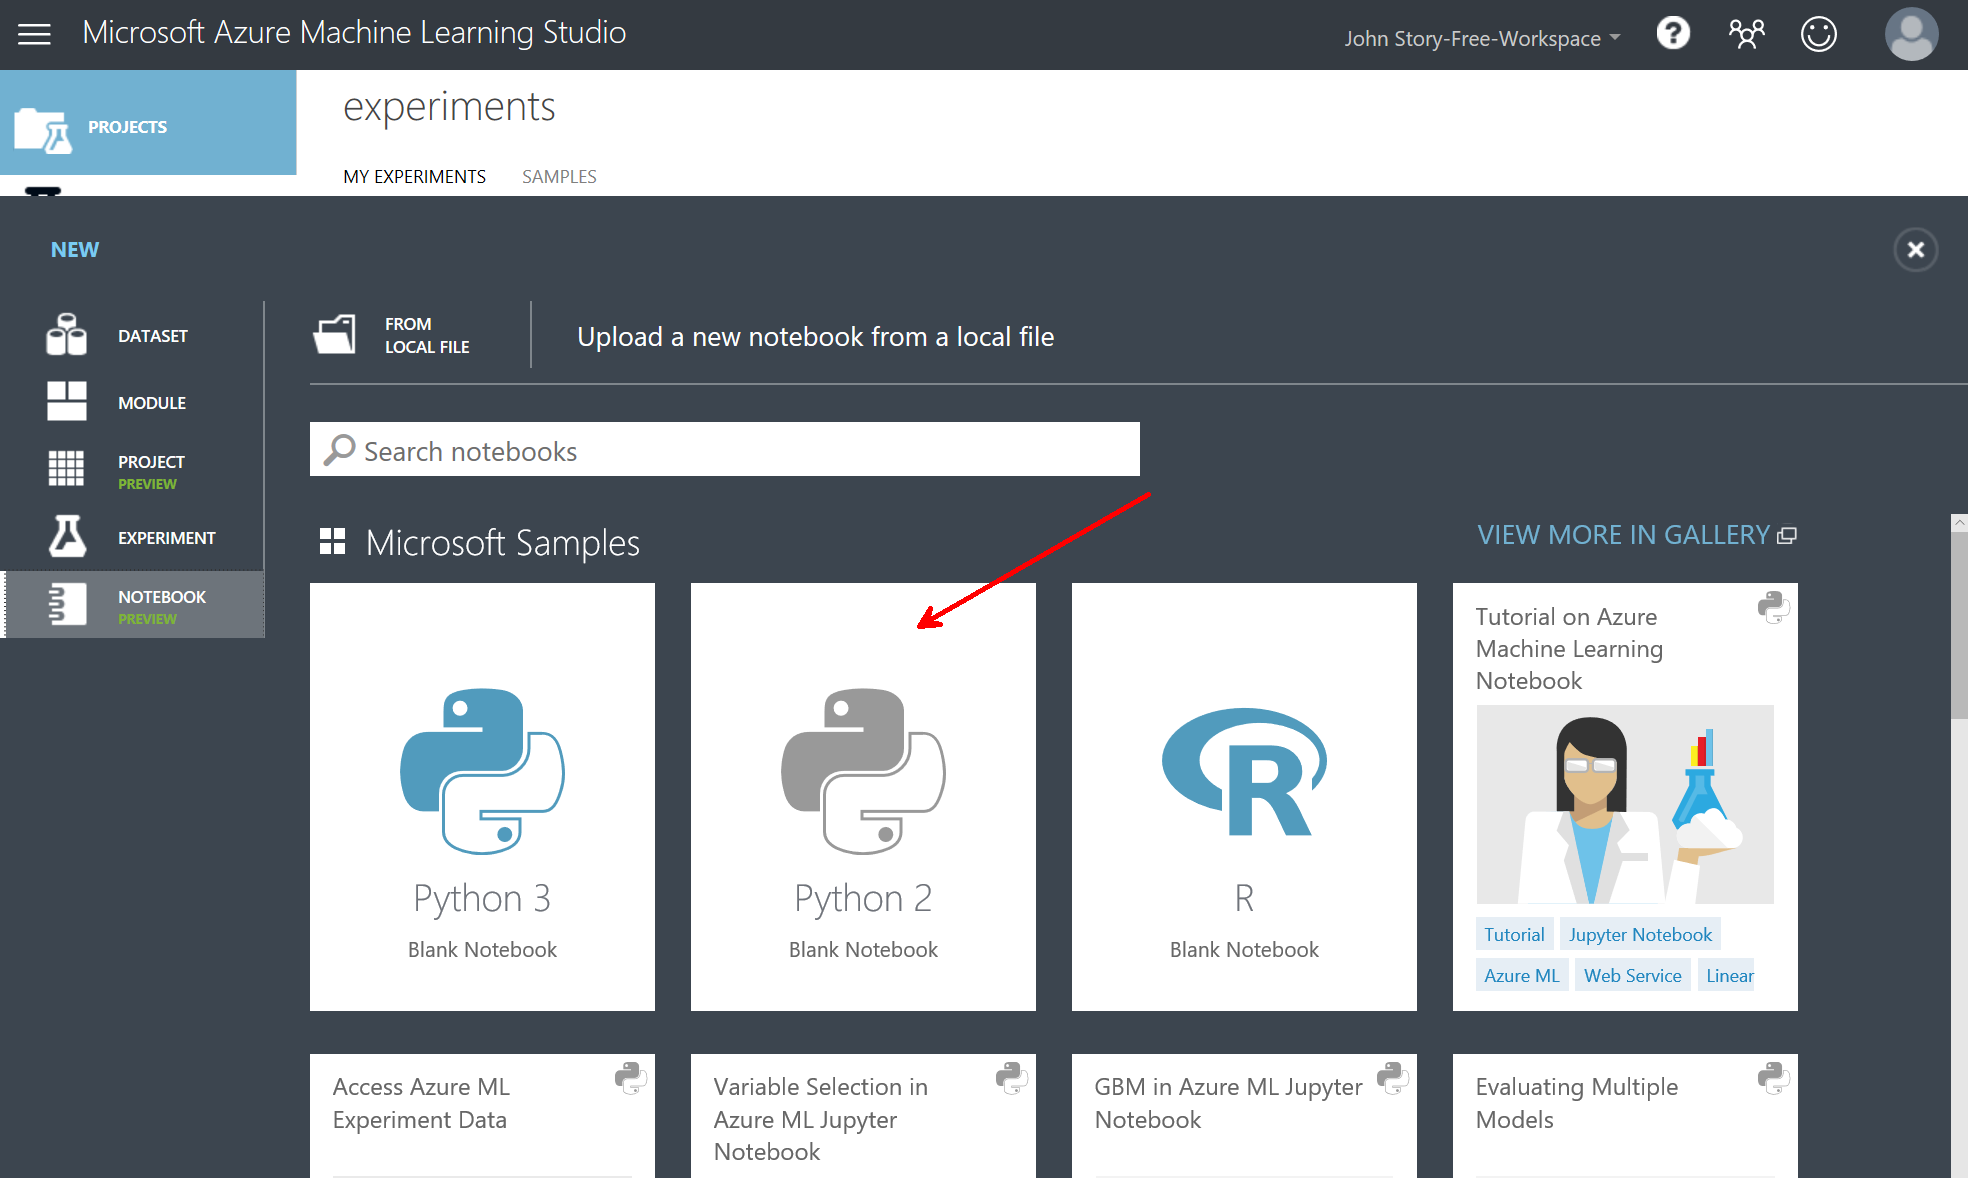 Microsoft Azure Machine Learning Studio
John Story-Free-Workspace
?
PROJECTS
experiments
MY EXPERIMENTS
SAMPLES
NEW
DATASET
MODULE
PROJECT
PREVIEW
EXPERIMENT
NOTEBOOK
PREVIEW
FROM
LOCAL FILE
Upload a new notebook from a local file
Search notebooks
Microsoft Samples
VIEW MORE IN GALLERY
Python 3
Blank Notebook
Python 2
Blank Notebook
R
R
Blank Notebook
Tutorial on Azure
Machine Learning
Notebook
Tutorial
Jupyter Notebook
Azure ML
Web Service
Linear
Access Azure ML
Experiment Data
Variable Selection in
Azure ML Jupyter
Notebook
GBM in Azure ML Jupyter
Notebook
Evaluating Multiple
Models